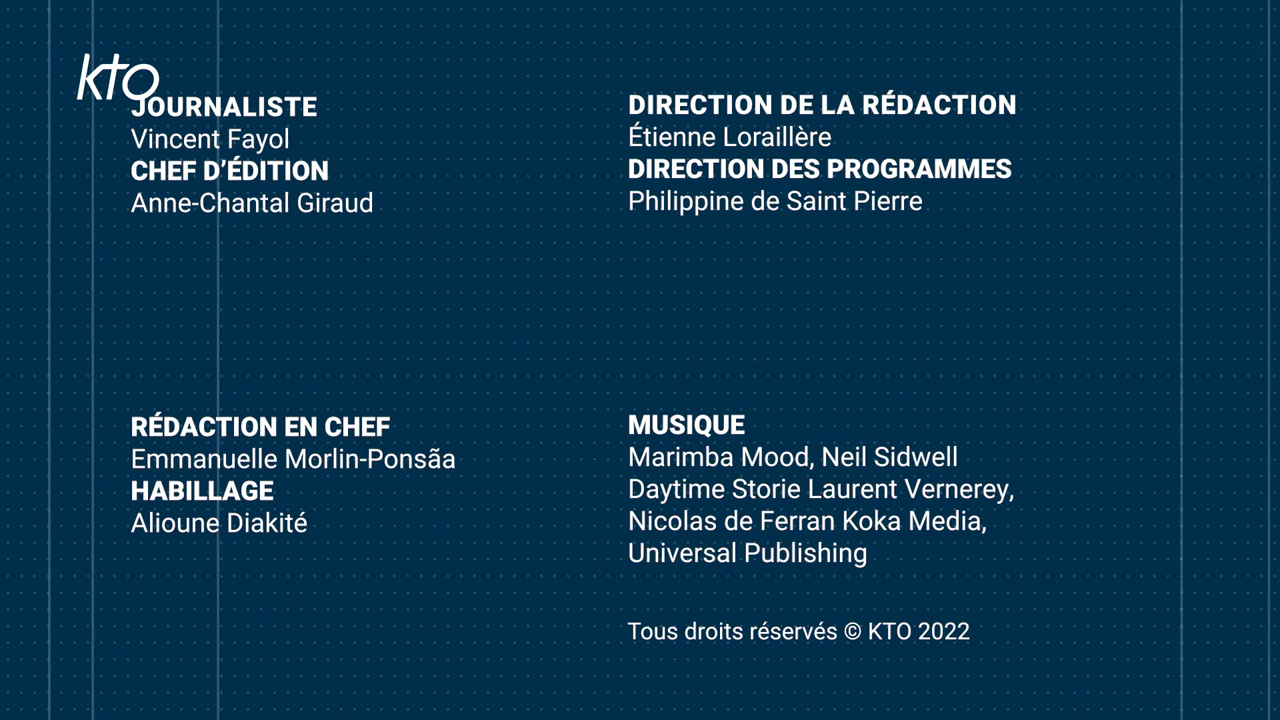 kto
JOURNALISTE
Vincent Fayol
CHEF D’ÉDITION
Anne-Chantal Giraud
DIRECTION DE LA RÉDACTION
Étienne Loraillère
DIRECTION DES PROGRAMMES
Philippine de Saint Pierre
RÉDACTION EN CHEF
Emmanuelle Morlin-Ponsãa
HABILLAGE
Alioune Diakité
MUSIQUE
Marimba Mood, Neil Sidwell
Daytime Storie Laurent Vernerey,
Nicolas de Ferran Koka Media,
Universal Publishing
Tous droits réservés © KTO 2022